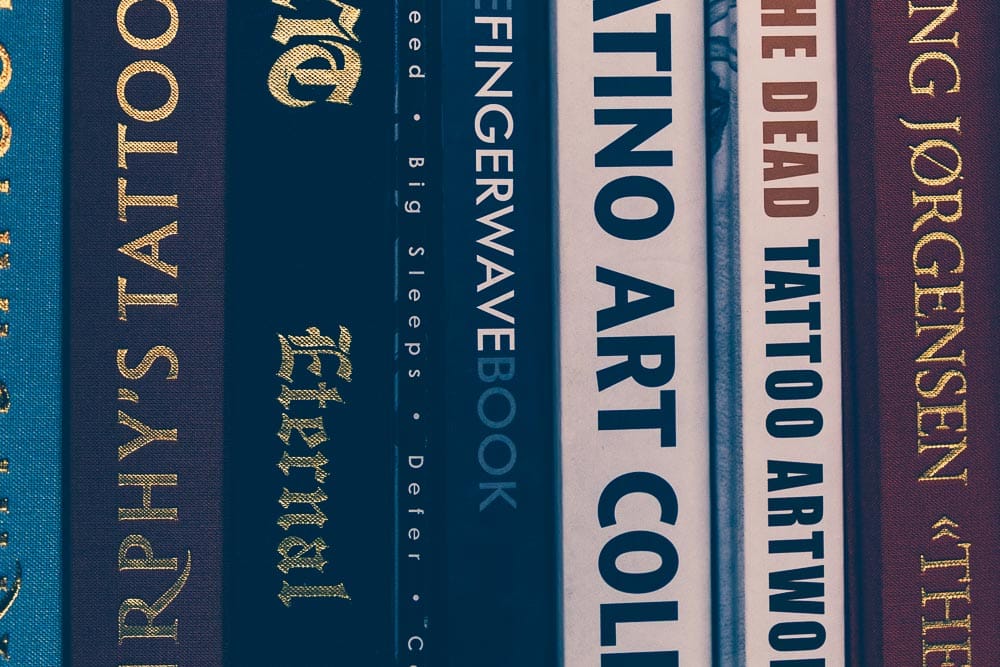 RPHY'S TATTOO
Eternal
eed • Big Sleeps • Defer • C
EFINGERWAVEBOOK
ATINO ART COLL
HE DEAD TATTOO ARTWO
NG JØRGENSEN «THE